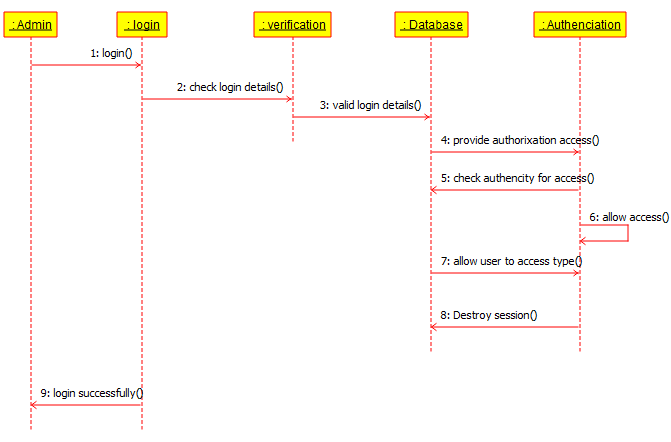 : Admin
: login
: verification
: Database
: Authenciation
1: login()
2: check login details()
3: valid login details()
4: provide authorixation access()
5: check authencity for access()
6: allow access()
7: allow user to access type()
8: Destroy session()
9: login successfully()